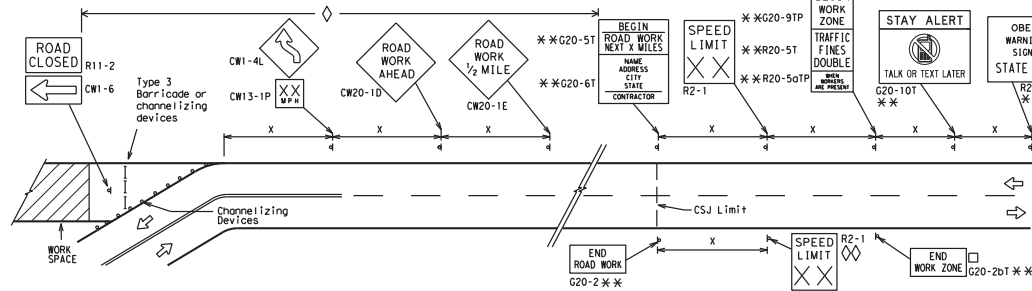 ROAD
CLOSED
R11-2
CW1-6
Type 3
Barricade or
channelizing
devices
CW1-4L
CW13-1P
XX
MPH
ROAD
WORK
AHEAD
CW20-1D
ROAD
WORK
1/2 MILE
CW20-1E
**G20-5T
**G20-6T
BEGIN
ROAD WORK
NEXT X MILES
NAME
ADDRESS
CITY
STATE
CONTRACTOR
SPEED
LIMIT
XX
R2-1
**G20-9TP
**R20-5T
**R20-5aTP
WORK
ZONE
TRAFFIC
FINES
DOUBLE
WHEN
WORKERS
ARE PRESENT
STAY ALERT
TALK OR TEXT LATER
G20-10T
**
OBE
WARNI
SIGN
STATE
R2
*
X
X
X
X
X
X
X
Channelizing
Devices
WORK
SPACE
CSJ Limit
END
ROAD WORK
G20-2 **
X
SPEED
LIMIT
XX
R2-1
END
WORK ZONE
G20-2bT **